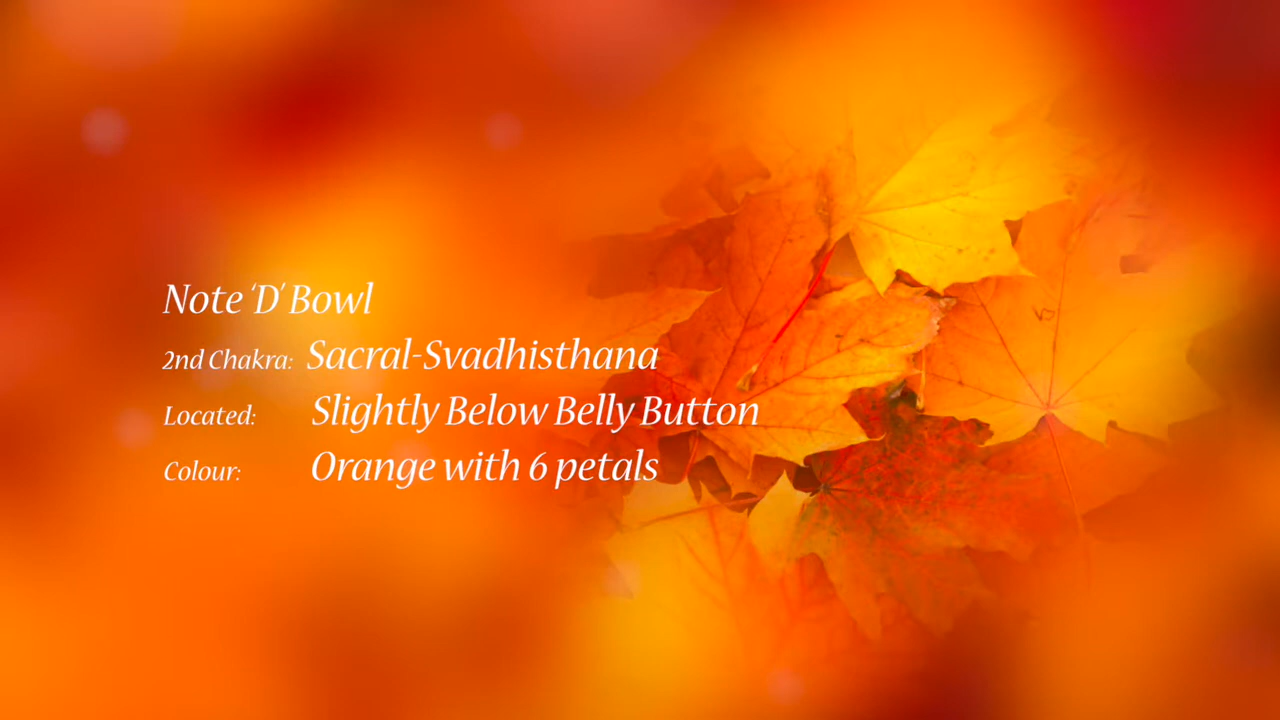 Note ‘D’ Bowl
2nd Chakra: Sacral-Svadhisthana
Located: Slightly Below Belly Button
Colour: Orange with 6 petals